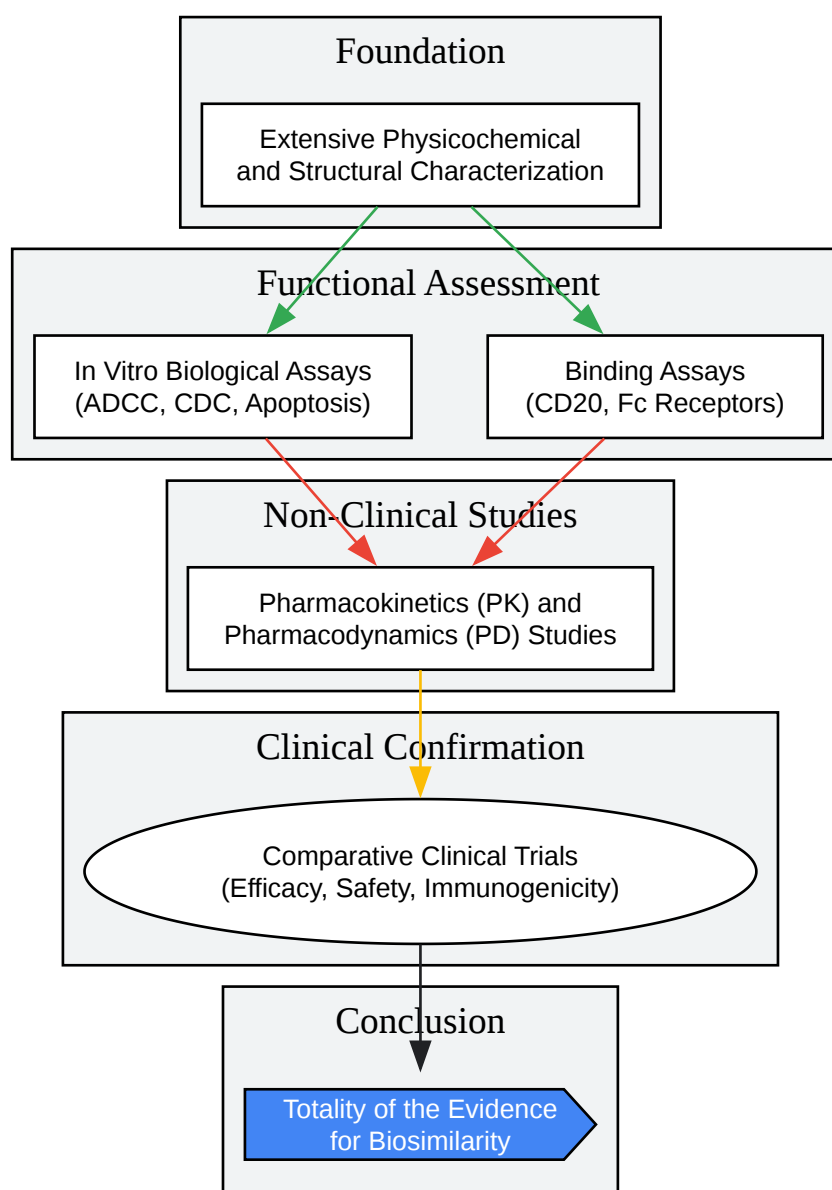 Foundation
Extensive Physicochemical
and Structural Characterization
Functional Assessment
In Vitro Biological Assays
(ADCC, CDC, Apoptosis)
Binding Assays
(CD20, Fc Receptors)
Non-Clinical Studies
Pharmacokinetics (PK) and
Pharmacodynamics (PD) Studies
Clinical Confirmation
Comparative Clinical Trials
(Efficacy, Safety, Immunogenicity)
Conclusion
Totality of the Evidence
for Biosimilarity